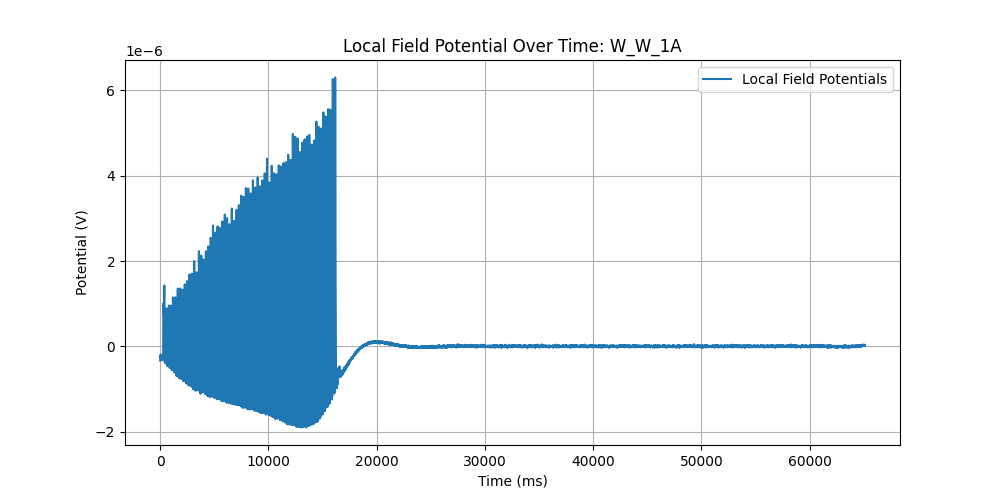 Local Field Potential Over Time: W_W_1A
1e−6
Local Field Potentials
6
4
2
0
−2
Potential (V)
0 10000 20000 30000 40000 50000 60000
Time (ms)